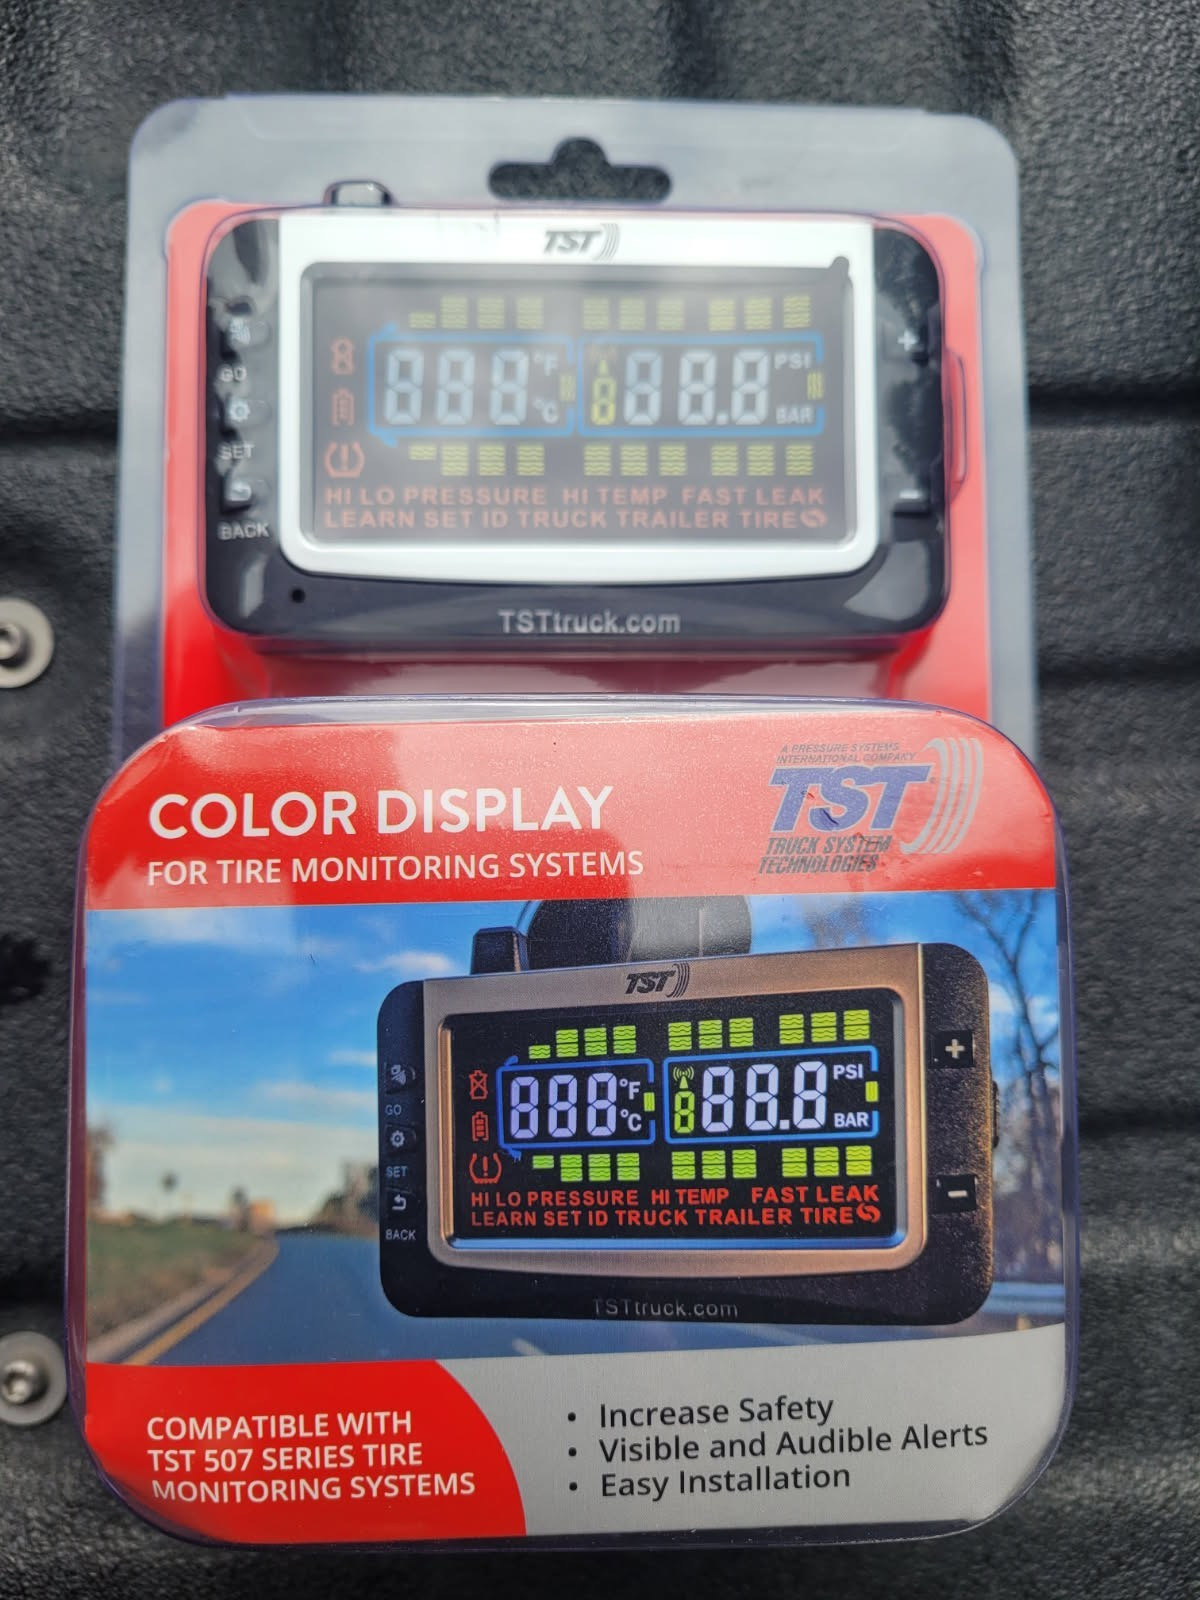 TST
888 °F °C 888.8 PSI BAR
GO
SET
BACK
+
-
HI LO PRESSURE HI TEMP FAST LEAK
LEARN SET ID TRUCK TRAILER TIRE
TSTtruck.com
COLOR DISPLAY
FOR TIRE MONITORING SYSTEMS
A PRESSURE SYSTEMS
INTERNATIONAL COMPANY
TST
TRUCK SYSTEM
TECHNOLOGIES
TST
888 °F °C 888.8 PSI BAR
GO
SET
BACK
+
-
HI LO PRESSURE HI TEMP FAST LEAK
LEARN SET ID TRUCK TRAILER TIRE
TSTtruck.com
COMPATIBLE WITH
TST 507 SERIES TIRE
MONITORING SYSTEMS
• Increase Safety
• Visible and Audible Alerts
• Easy Installation